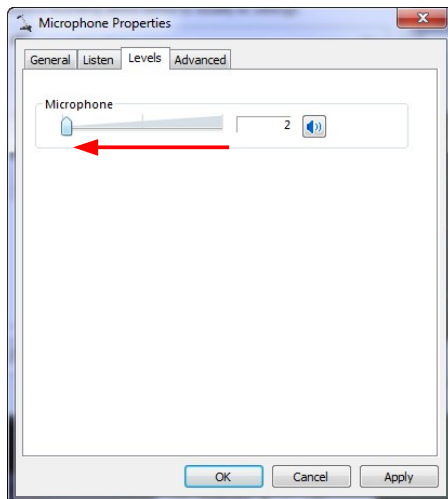 Microphone Properties
General Listen Levels Advanced
Microphone
2
OK Cancel Apply